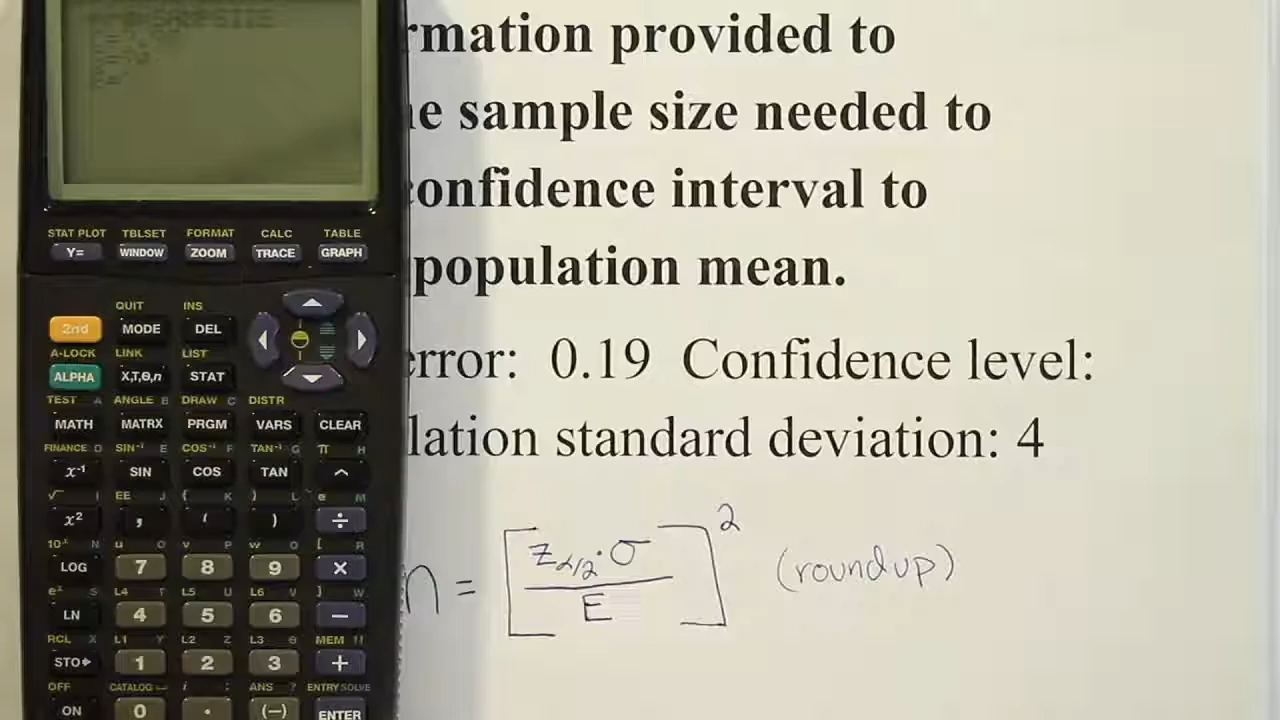 rmation provided to
e sample size needed to
confidence interval to
population mean.
error: 0.19 Confidence level:
lation standard deviation: 4
n = [ Zα/2 · σ / E ]² (round up)
STAT PLOT TBLSET FORMAT CALC TABLE
Y= WINDOW ZOOM TRACE GRAPH
QUIT INS
2nd MODE DEL
A-LOCK LINK LIST
ALPHA X,T,Θ,n STAT
TEST A ANGLE B DRAW C DISTR
MATH MATRX PRGM VARS CLEAR
FINANCE D SIN⁻¹ E COS⁻¹ F TAN⁻¹ G π H
x⁻¹ SIN COS TAN ^
√ I EE J { K } L e M
x² , ( ) ÷
10ˣ N u O v P w Q [ R
LOG 7 8 9 ×
eˣ S L4 T L5 U L6 V ] W
LN 4 5 6 −
RCL X L1 Y L2 Z L3 θ MEM "
STO▸ 1 2 3 +
OFF CATALOG i : ANS ? ENTRY SOLVE
ON 0 . (−) ENTER